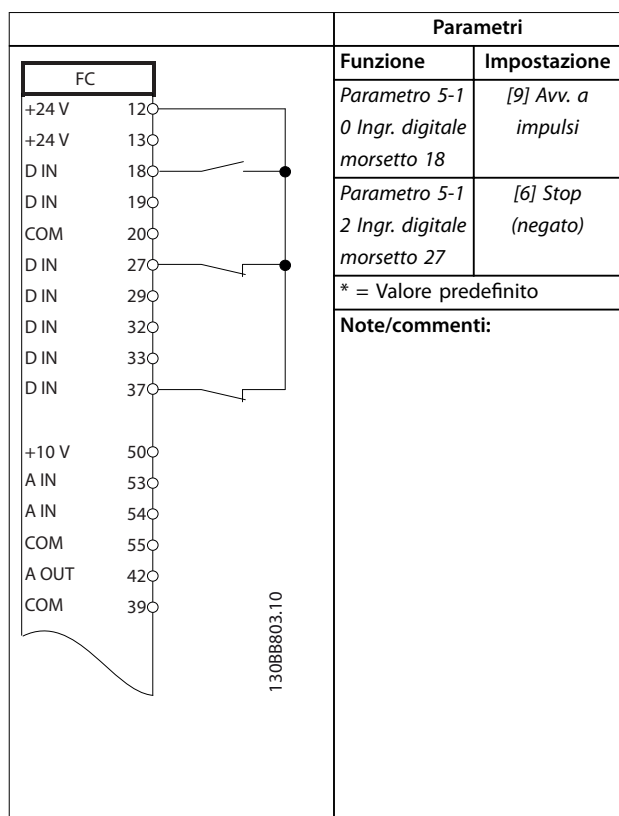 FC
+24 V 12
+24 V 13
D IN 18
D IN 19
COM 20
D IN 27
D IN 29
D IN 32
D IN 33
D IN 37
+10 V 50
A IN 53
A IN 54
COM 55
A OUT 42
COM 39
130BB803.10
Parametri
Funzione Impostazione
Parametro 5-1 [9] Avv. a
0 Ingr. digitale impulsi
morsetto 18
Parametro 5-1 [6] Stop
2 Ingr. digitale (negato)
morsetto 27
* = Valore predefinito
Note/commenti: